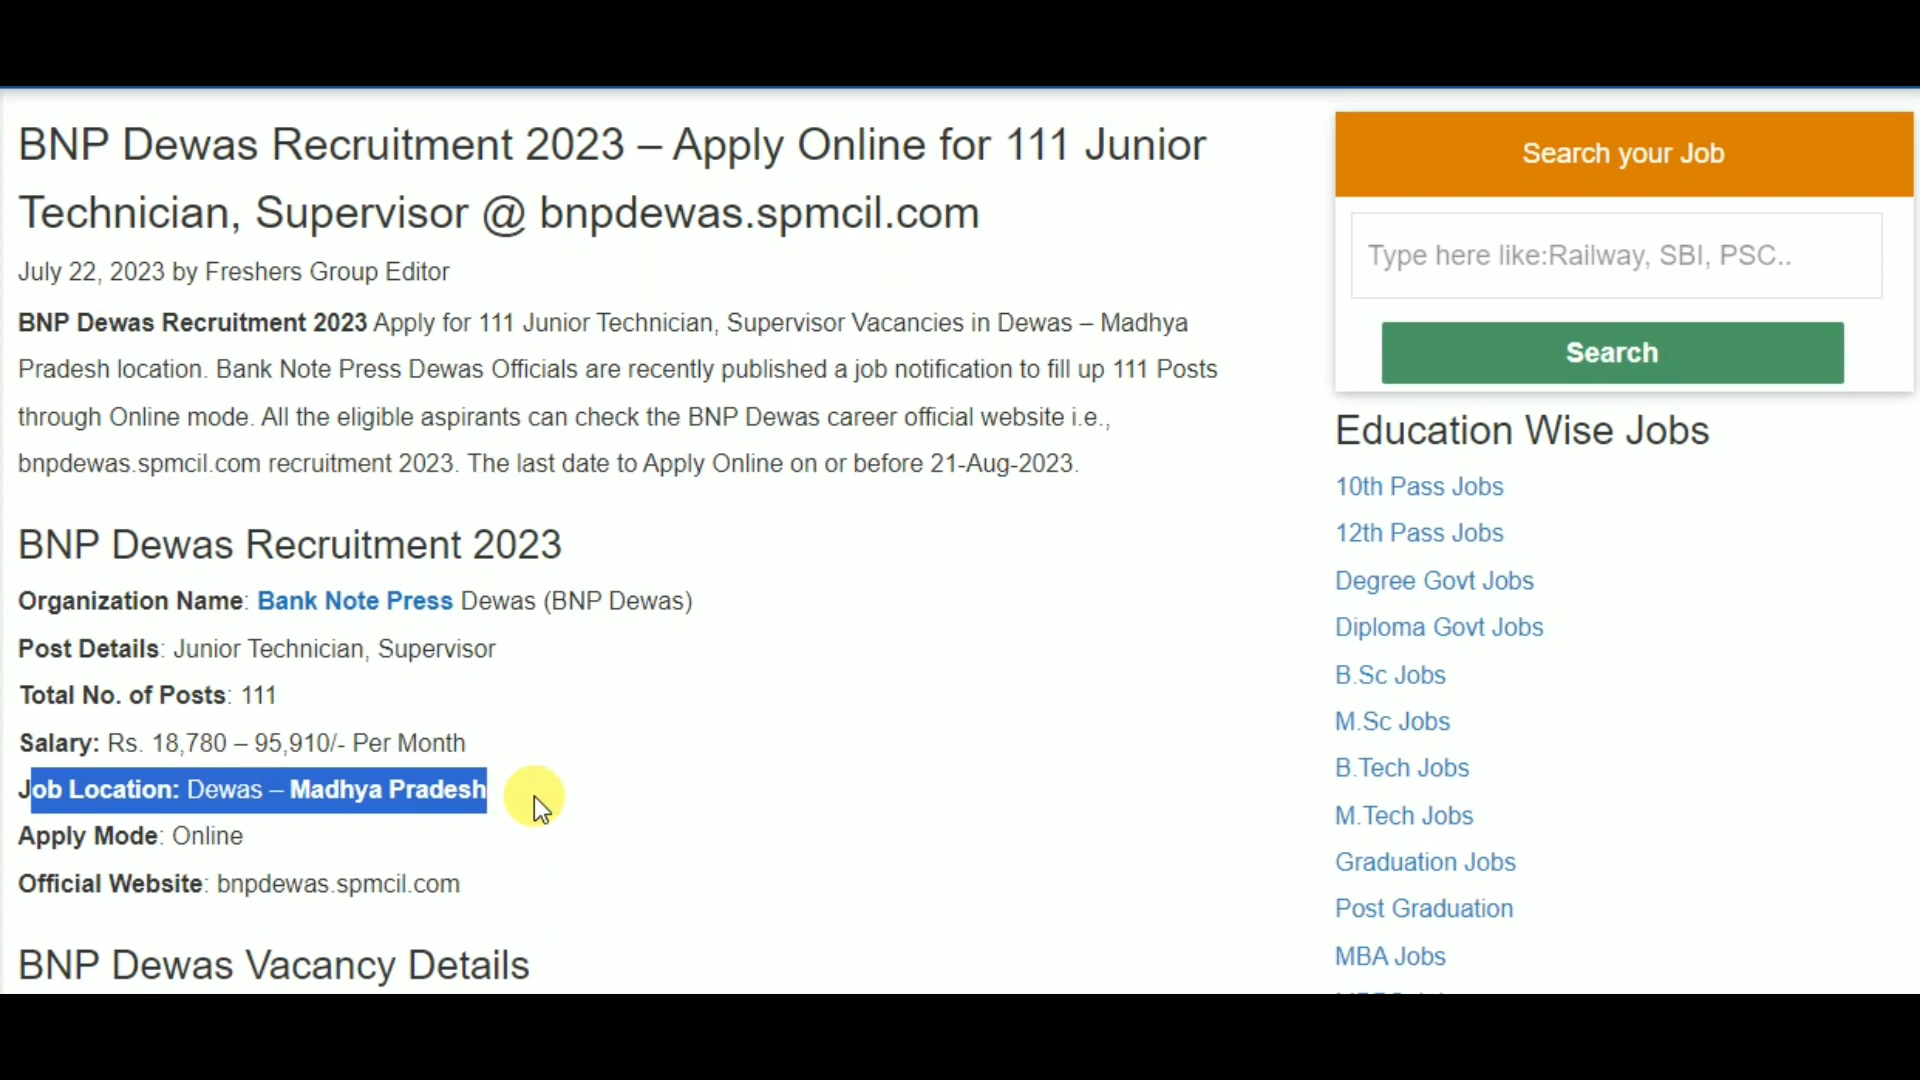 BNP Dewas Recruitment 2023 – Apply Online for 111 Junior
Technician, Supervisor @ bnpdewas.spmcil.com
July 22, 2023 by Freshers Group Editor
BNP Dewas Recruitment 2023 Apply for 111 Junior Technician, Supervisor Vacancies in Dewas – Madhya
Pradesh location. Bank Note Press Dewas Officials are recently published a job notification to fill up 111 Posts
through Online mode. All the eligible aspirants can check the BNP Dewas career official website i.e.,
bnpdewas.spmcil.com recruitment 2023. The last date to Apply Online on or before 21-Aug-2023.
BNP Dewas Recruitment 2023
Organization Name: Bank Note Press Dewas (BNP Dewas)
Post Details: Junior Technician, Supervisor
Total No. of Posts: 111
Salary: Rs. 18,780 – 95,910/- Per Month
Job Location: Dewas – Madhya Pradesh
Apply Mode: Online
Official Website: bnpdewas.spmcil.com
BNP Dewas Vacancy Details
Search your Job
Type here like:Railway, SBI, PSC..
Search
Education Wise Jobs
10th Pass Jobs
12th Pass Jobs
Degree Govt Jobs
Diploma Govt Jobs
B.Sc Jobs
M.Sc Jobs
B.Tech Jobs
M.Tech Jobs
Graduation Jobs
Post Graduation
MBA Jobs